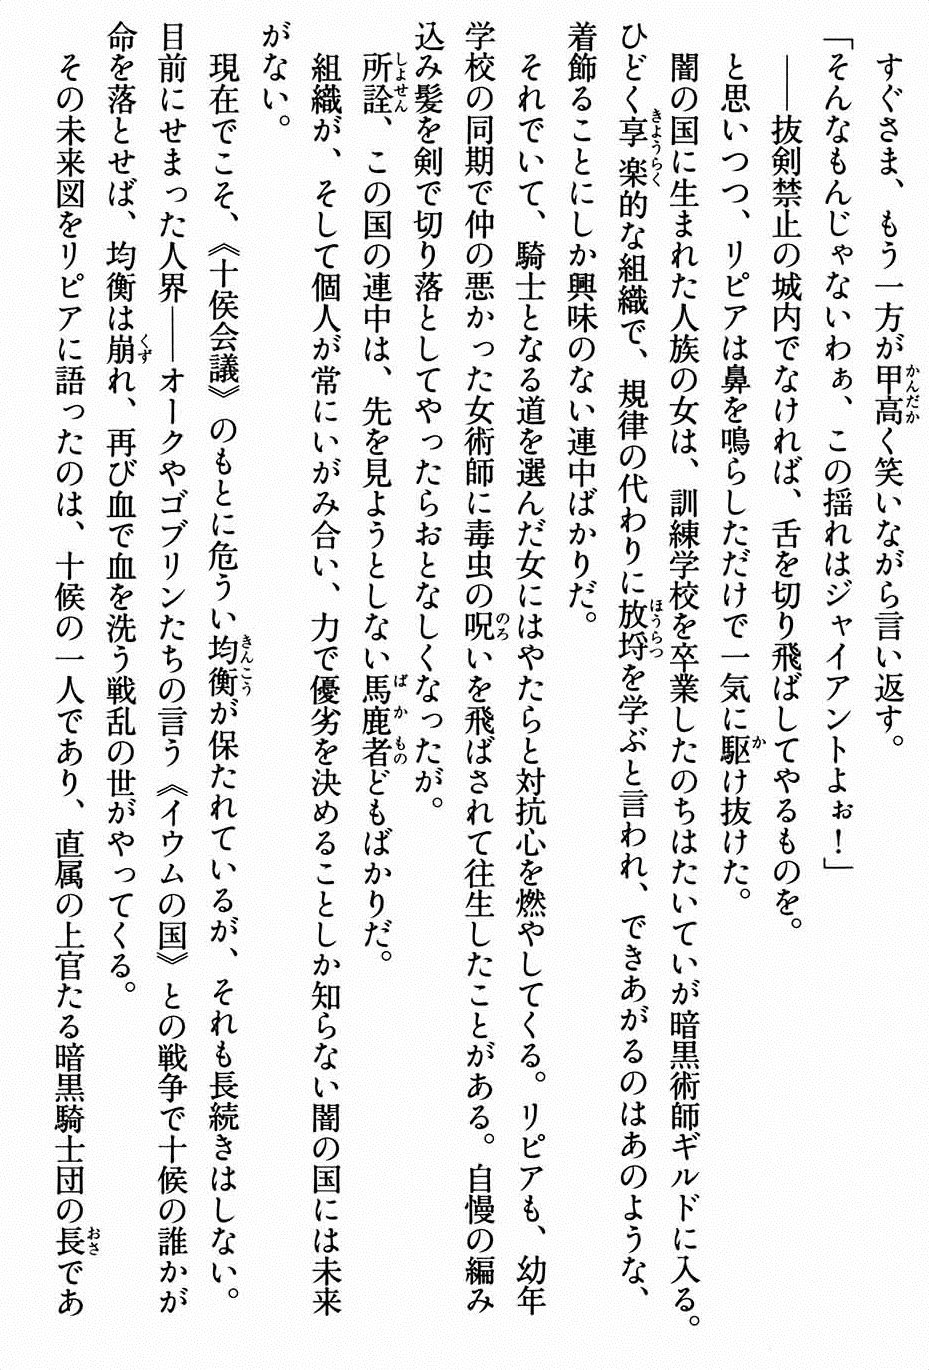 すぐさま、もう一方が甲高く笑いながら言い返す。
「そんなもんじゃないわぁ、この揺れはジャイアントよぉ！」
――抜剣禁止の城内でなければ、舌を切り飛ばしてやるものを。
と思いつつ、リピアは鼻を鳴らしただけで一気に駆け抜けた。
闇の国に生まれた人族の女は、訓練学校を卒業したのちはたいていが暗黒術師ギルドに入る。
ひどく享楽的な組織で、規律の代わりに放埒を学ぶと言われ、できあがるのはあのような、
着飾ることにしか興味のない連中ばかりだ。
それでいて、騎士となる道を選んだ女にはやたらと対抗心を燃やしてくる。リピアも、幼年
学校の同期で仲の悪かった女術師に毒虫の呪いを飛ばされて往生したことがある。自慢の編み
込み髪を剣で切り落としてやったらおとなしくなったが。
所詮、この国の連中は、先を見ようとしない馬鹿者どもばかりだ。
組織が、そして個人が常にいがみ合い、力で優劣を決めることしか知らない闇の国には未来
がない。
現在でこそ、《十侯会議》のもとに危うい均衡が保たれているが、それも長続きはしない。
目前にせまった人界――オークやゴブリンたちの言う《イウムの国》との戦争で十候の誰かが
命を落とせば、均衡は崩れ、再び血で血を洗う戦乱の世がやってくる。
その未来図をリピアに語ったのは、十候の一人であり、直属の上官たる暗黒騎士団の長であ